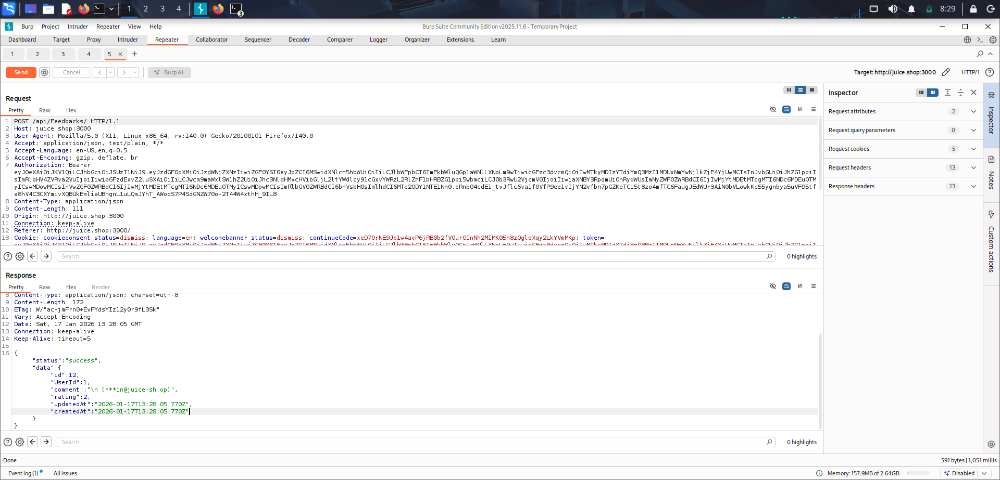 1 2 3 4
3
8:29
Burp Project Intruder Repeater View Help
Burp Suite Community Edition v2025.11.6 - Temporary Project
Dashboard Target Proxy Intruder Repeater Collaborator Sequencer Decoder Comparer Logger Organizer Extensions Learn
1 2 3 4 5 × +
Send Cancel Burp AI
Target: http://juice.shop:3000 HTTP/1
Request
Pretty Raw Hex
\n
1 POST /api/Feedbacks/ HTTP/1.1
2 Host: juice.shop:3000
3 User-Agent: Mozilla/5.0 (X11; Linux x86_64; rv:140.0) Gecko/20100101 Firefox/140.0
4 Accept: application/json, text/plain, */*
5 Accept-Language: en-US,en;q=0.5
6 Accept-Encoding: gzip, deflate, br
7 Authorization: Bearer
8 Content-Type: application/json
9 Content-Length: 111
10 Origin: http://juice.shop:3000
11 Connection: keep-alive
12 Referer: http://juice.shop:3000/
13 Cookie: cookieconsent_status=dismiss; language=en; welcomebanner_status=dismiss; continueCode=xeD7OrNE9Jb1w4avP6jRB0b2fVOurOInNh2MIMK05n8zQgloXqy2LkYVmMKp; token=
Search
0 highlights
Response
Pretty Raw Hex Render
\n
8 Content-Type: application/json; charset=utf-8
9 Content-Length: 172
10 ETag: W/"ac-jmFrn0+EvFYdsYIz12y0r9fL3Sk"
11 Vary: Accept-Encoding
12 Date: Sat, 17 Jan 2026 13:28:05 GMT
13 Connection: keep-alive
14 Keep-Alive: timeout=5
15
16 {
"status":"success",
"data":{
"id":12,
"UserId":1,
"comment":"\n (***in@juice-sh.op)",
"rating":2,
"updatedAt":"2026-01-17T13:28:05.770Z",
"createdAt":"2026-01-17T13:28:05.770Z"
}
}
Search
0 highlights
Inspector
Request attributes 2
Request query parameters 0
Request cookies 5
Request headers 13
Response headers 13
Inspector
Notes
Custom actions
Done
591 bytes | 1,051 millis
Event log (1) All issues
Memory: 157.9MB of 2.64GB
Disabled